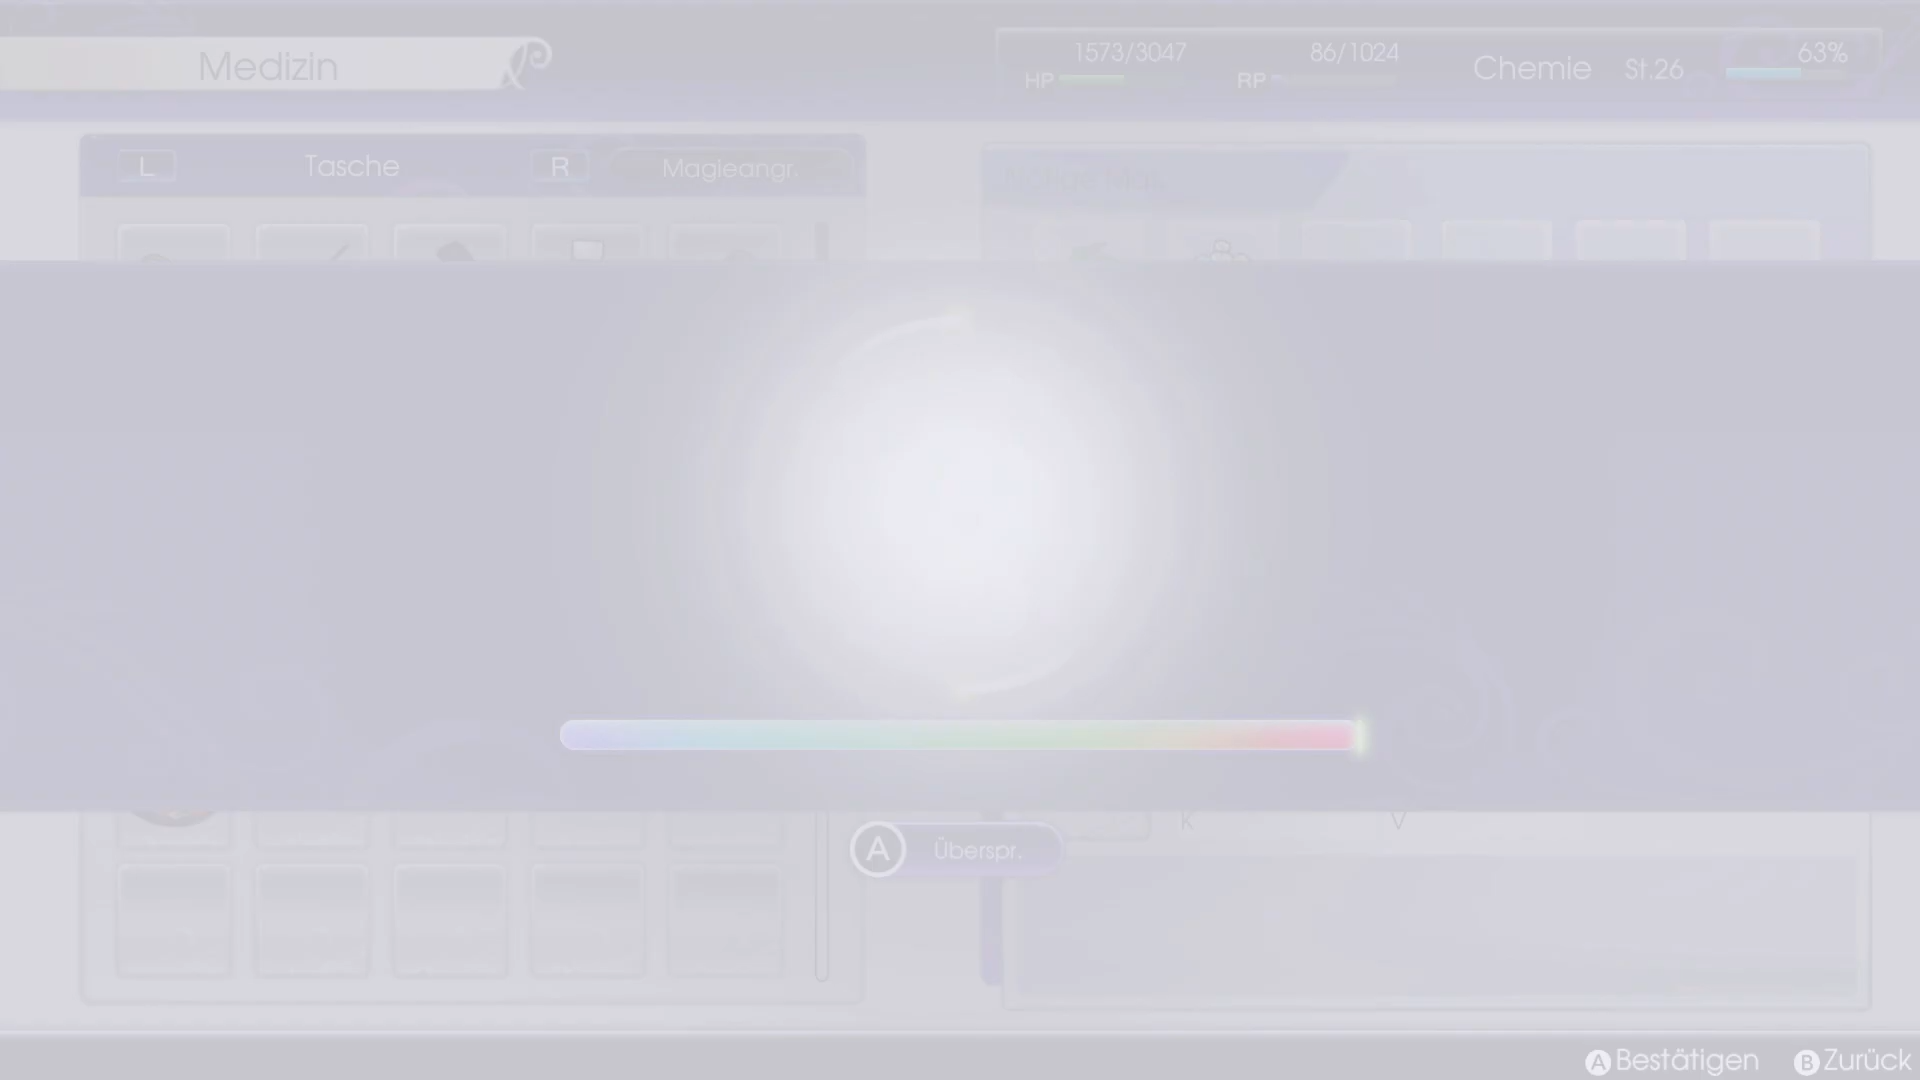 Medizin
1573/3047
HP
86/1024
RP
Chemie St.26
63%
L Tasche R Magieangr.
K V
A Überspr.
A Bestätigen B Zurück